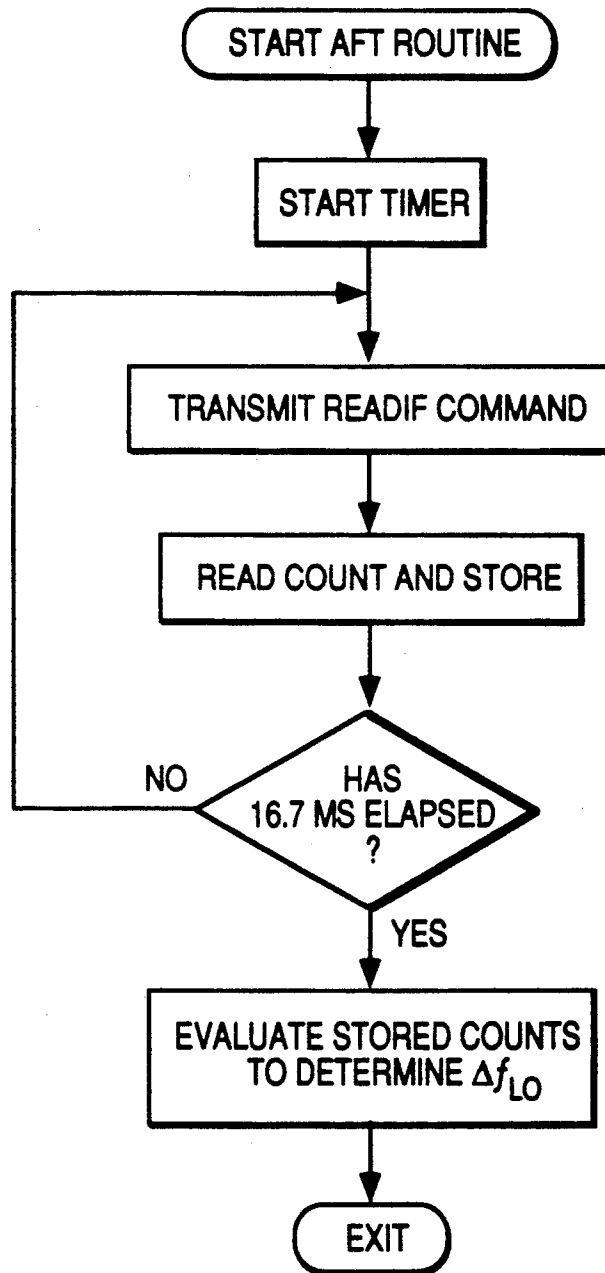 START AFT ROUTINE
START TIMER
TRANSMIT READIF COMMAND
READ COUNT AND STORE
NO
HAS
16.7 MS ELAPSED
?
YES
EVALUATE STORED COUNTS
TO DETERMINE Δf_LO
EXIT